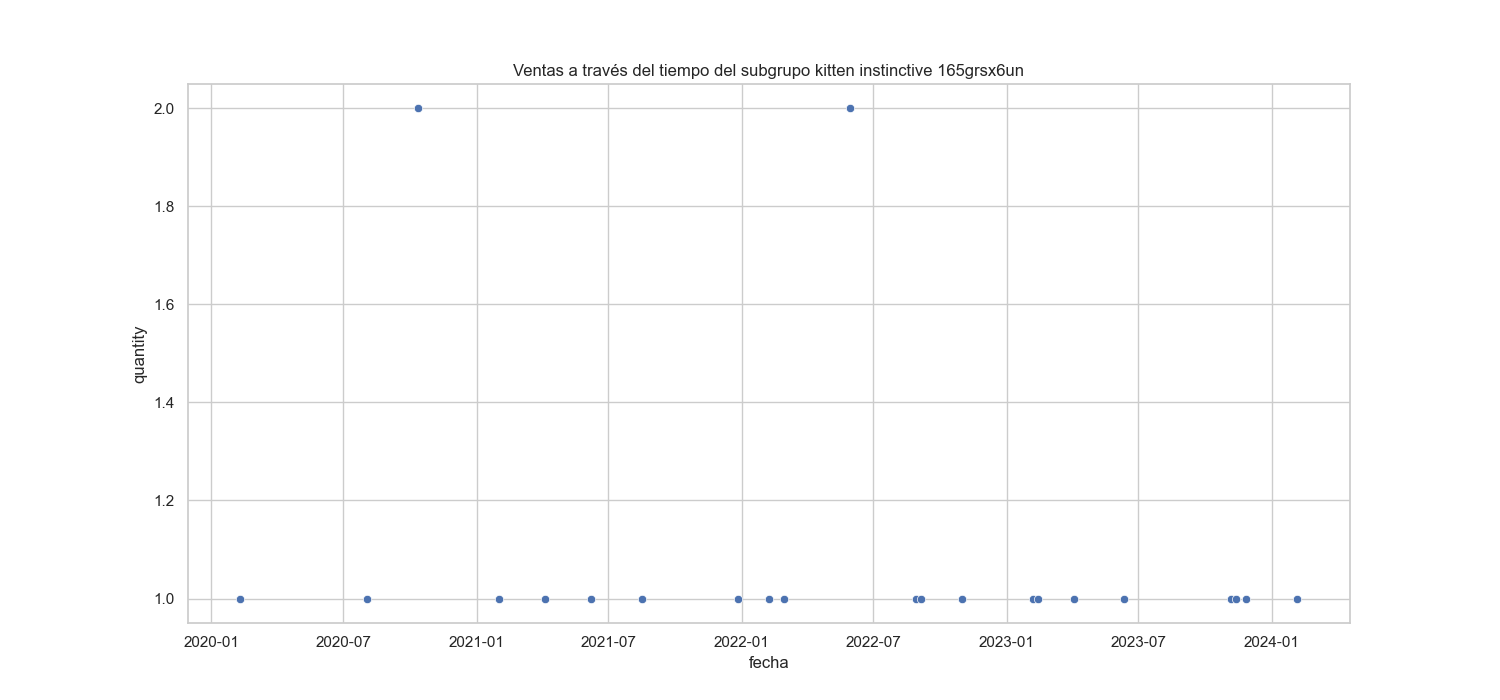 Ventas a través del tiempo del subgrupo kitten instinctive 165grsx6un
2.0
1.8
1.6
1.4
1.2
1.0
quantity
2020-01 2020-07 2021-01 2021-07 2022-01 2022-07 2023-01 2023-07 2024-01
fecha